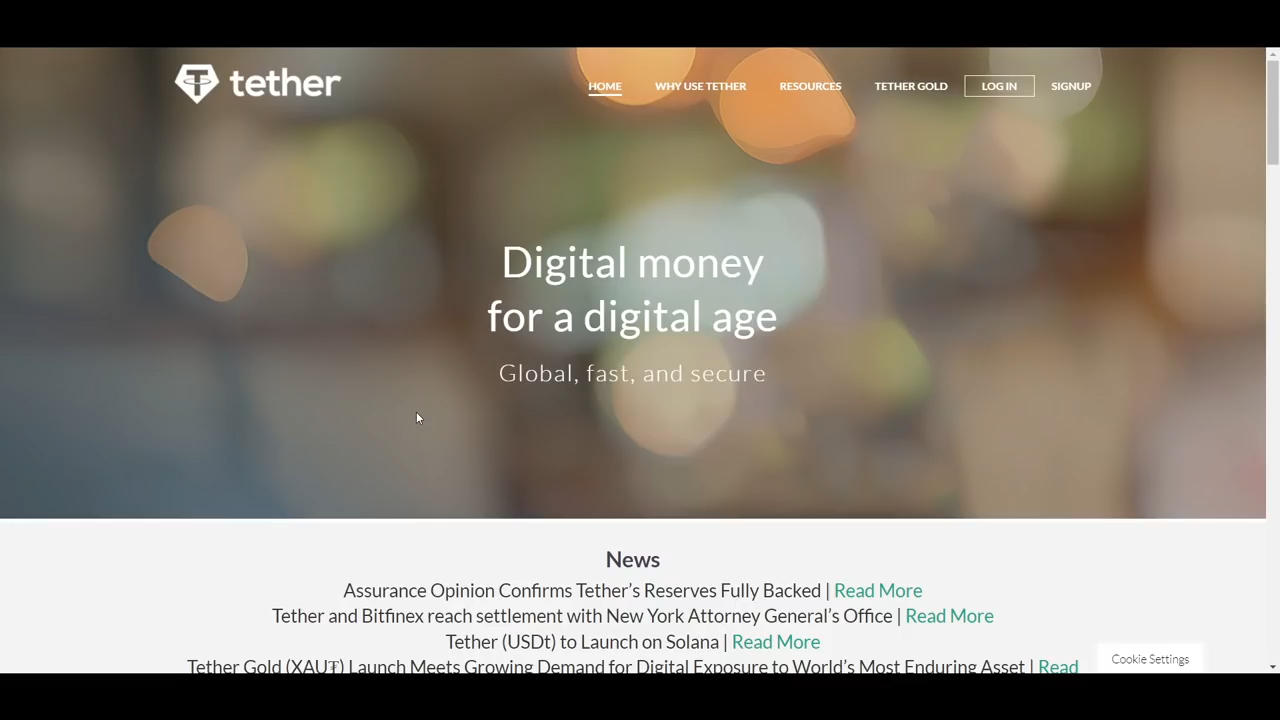 tether
HOME WHY USE TETHER RESOURCES TETHER GOLD LOG IN SIGNUP
Digital money
for a digital age
Global, fast, and secure
News
Assurance Opinion Confirms Tether’s Reserves Fully Backed | Read More
Tether and Bitfinex reach settlement with New York Attorney General’s Office | Read More
Tether (USDt) to Launch on Solana | Read More
Tether Gold (XAU₮) Launch Meets Growing Demand for Digital Exposure to World’s Most Enduring Asset | Read
Cookie Settings